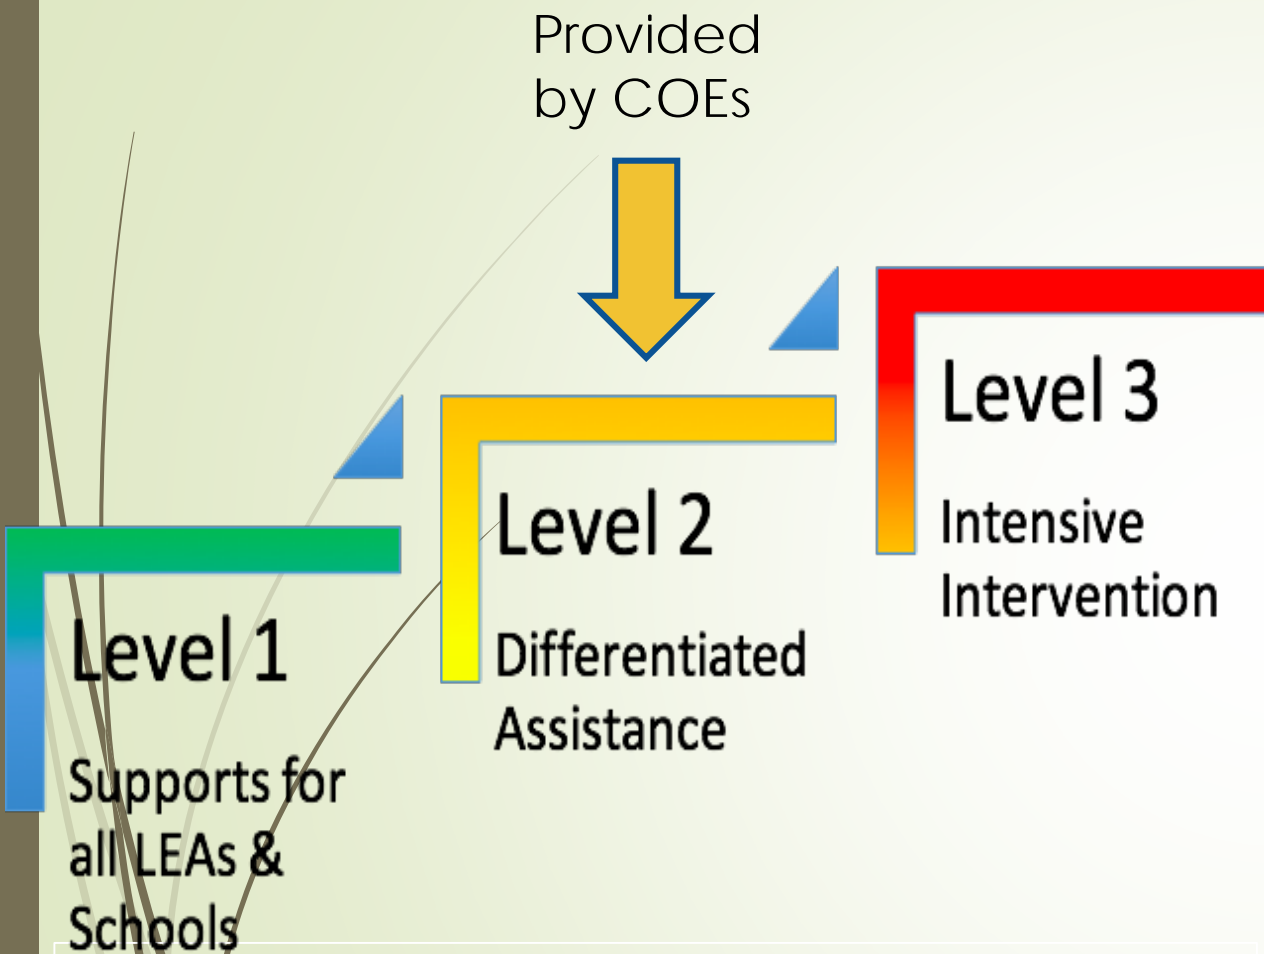 Provided
by COEs
Level 1
Supports for
all LEAs &
Schools
Level 2
Differentiated
Assistance
Level 3
Intensive
Intervention